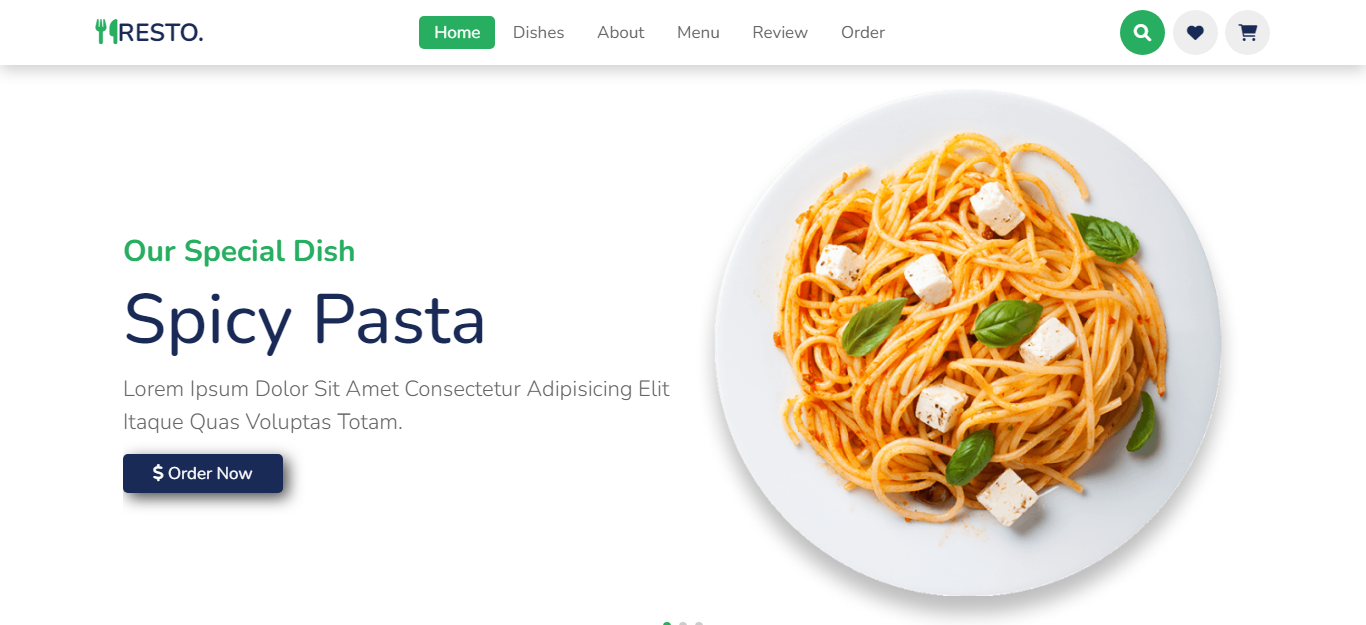 RESTO.
Home
Dishes
About
Menu
Review
Order
Our Special Dish
Spicy Pasta
Lorem Ipsum Dolor Sit Amet Consectetur Adipisicing Elit
Itaque Quas Voluptas Totam.
$ Order Now